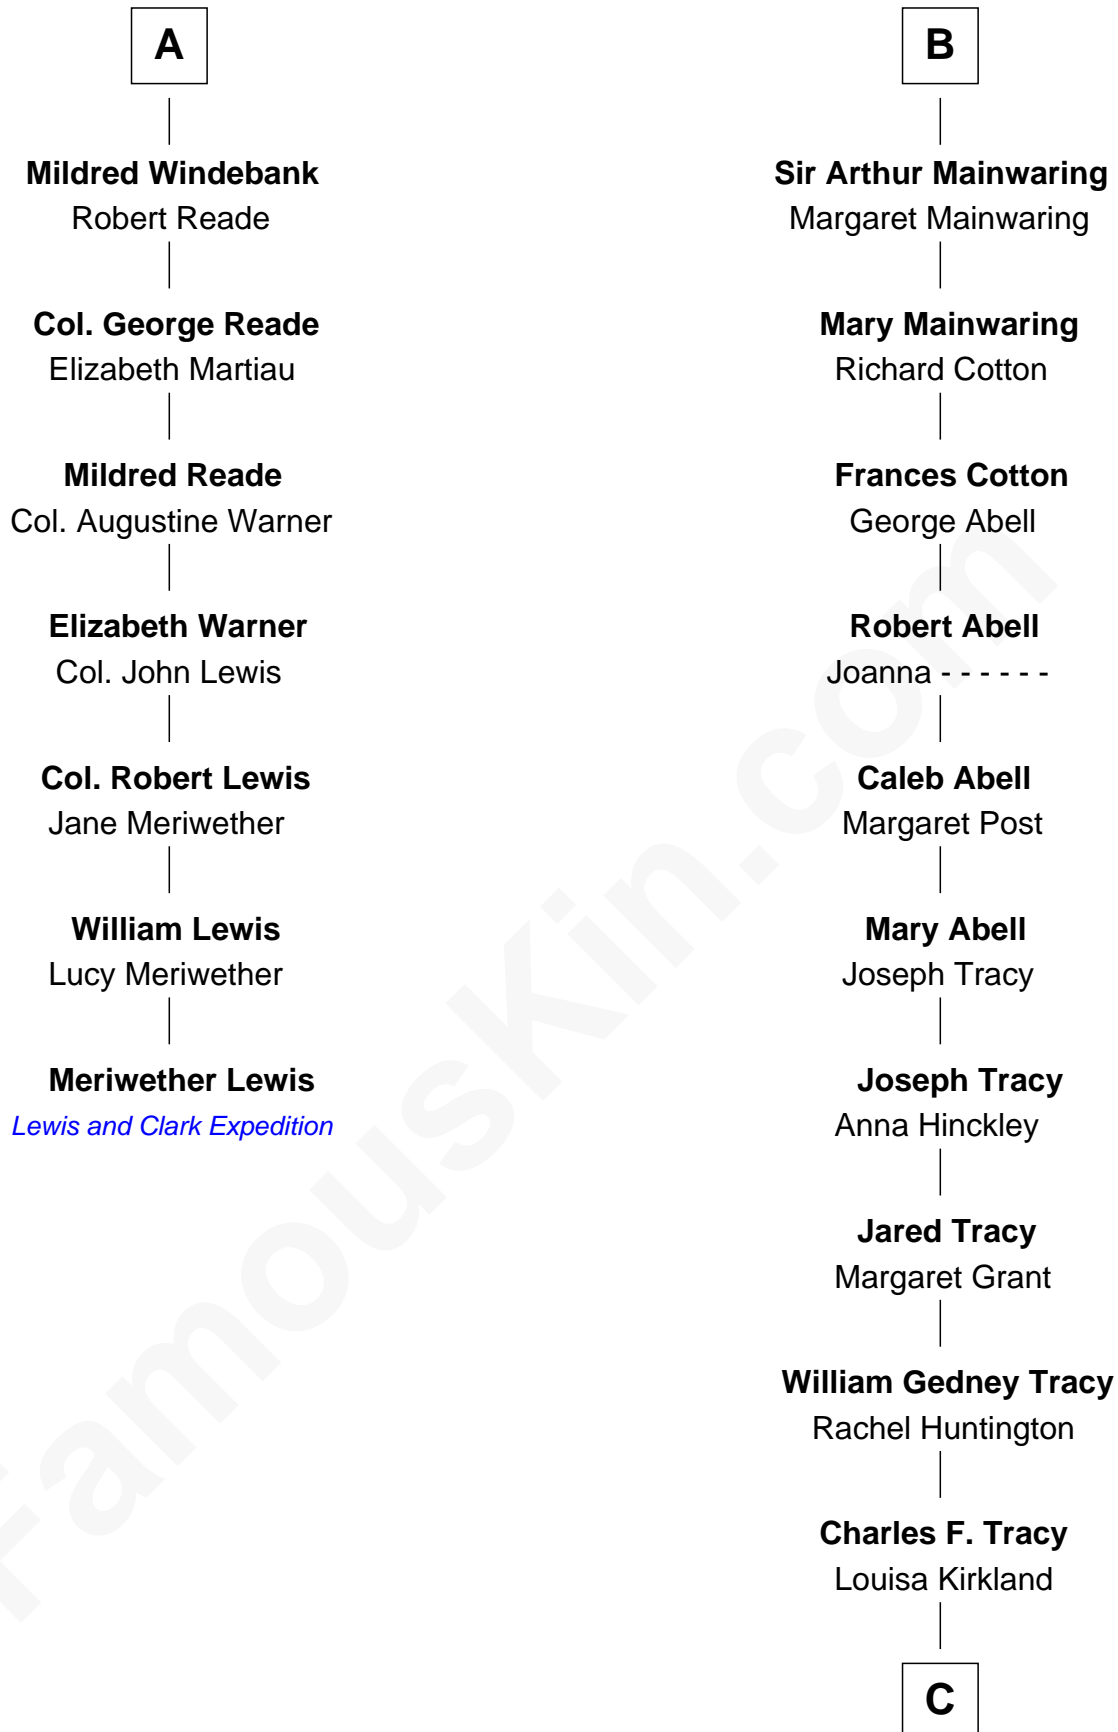 A
Mildred Windebank
Robert Reade
Col. George Reade
Elizabeth Martiau
Mildred Reade
Col. Augustine Warner
Elizabeth Warner
Col. John Lewis
Col. Robert Lewis
Jane Meriwether
William Lewis
Lucy Meriwether
Meriwether Lewis
Lewis and Clark Expedition
B
Sir Arthur Mainwaring
Margaret Mainwaring
Mary Mainwaring
Richard Cotton
Frances Cotton
George Abell
Robert Abell
Joanna - - - - - -
Caleb Abell
Margaret Post
Mary Abell
Joseph Tracy
Joseph Tracy
Anna Hinckley
Jared Tracy
Margaret Grant
William Gedney Tracy
Rachel Huntington
Charles F. Tracy
Louisa Kirkland
C
FamousKin.com